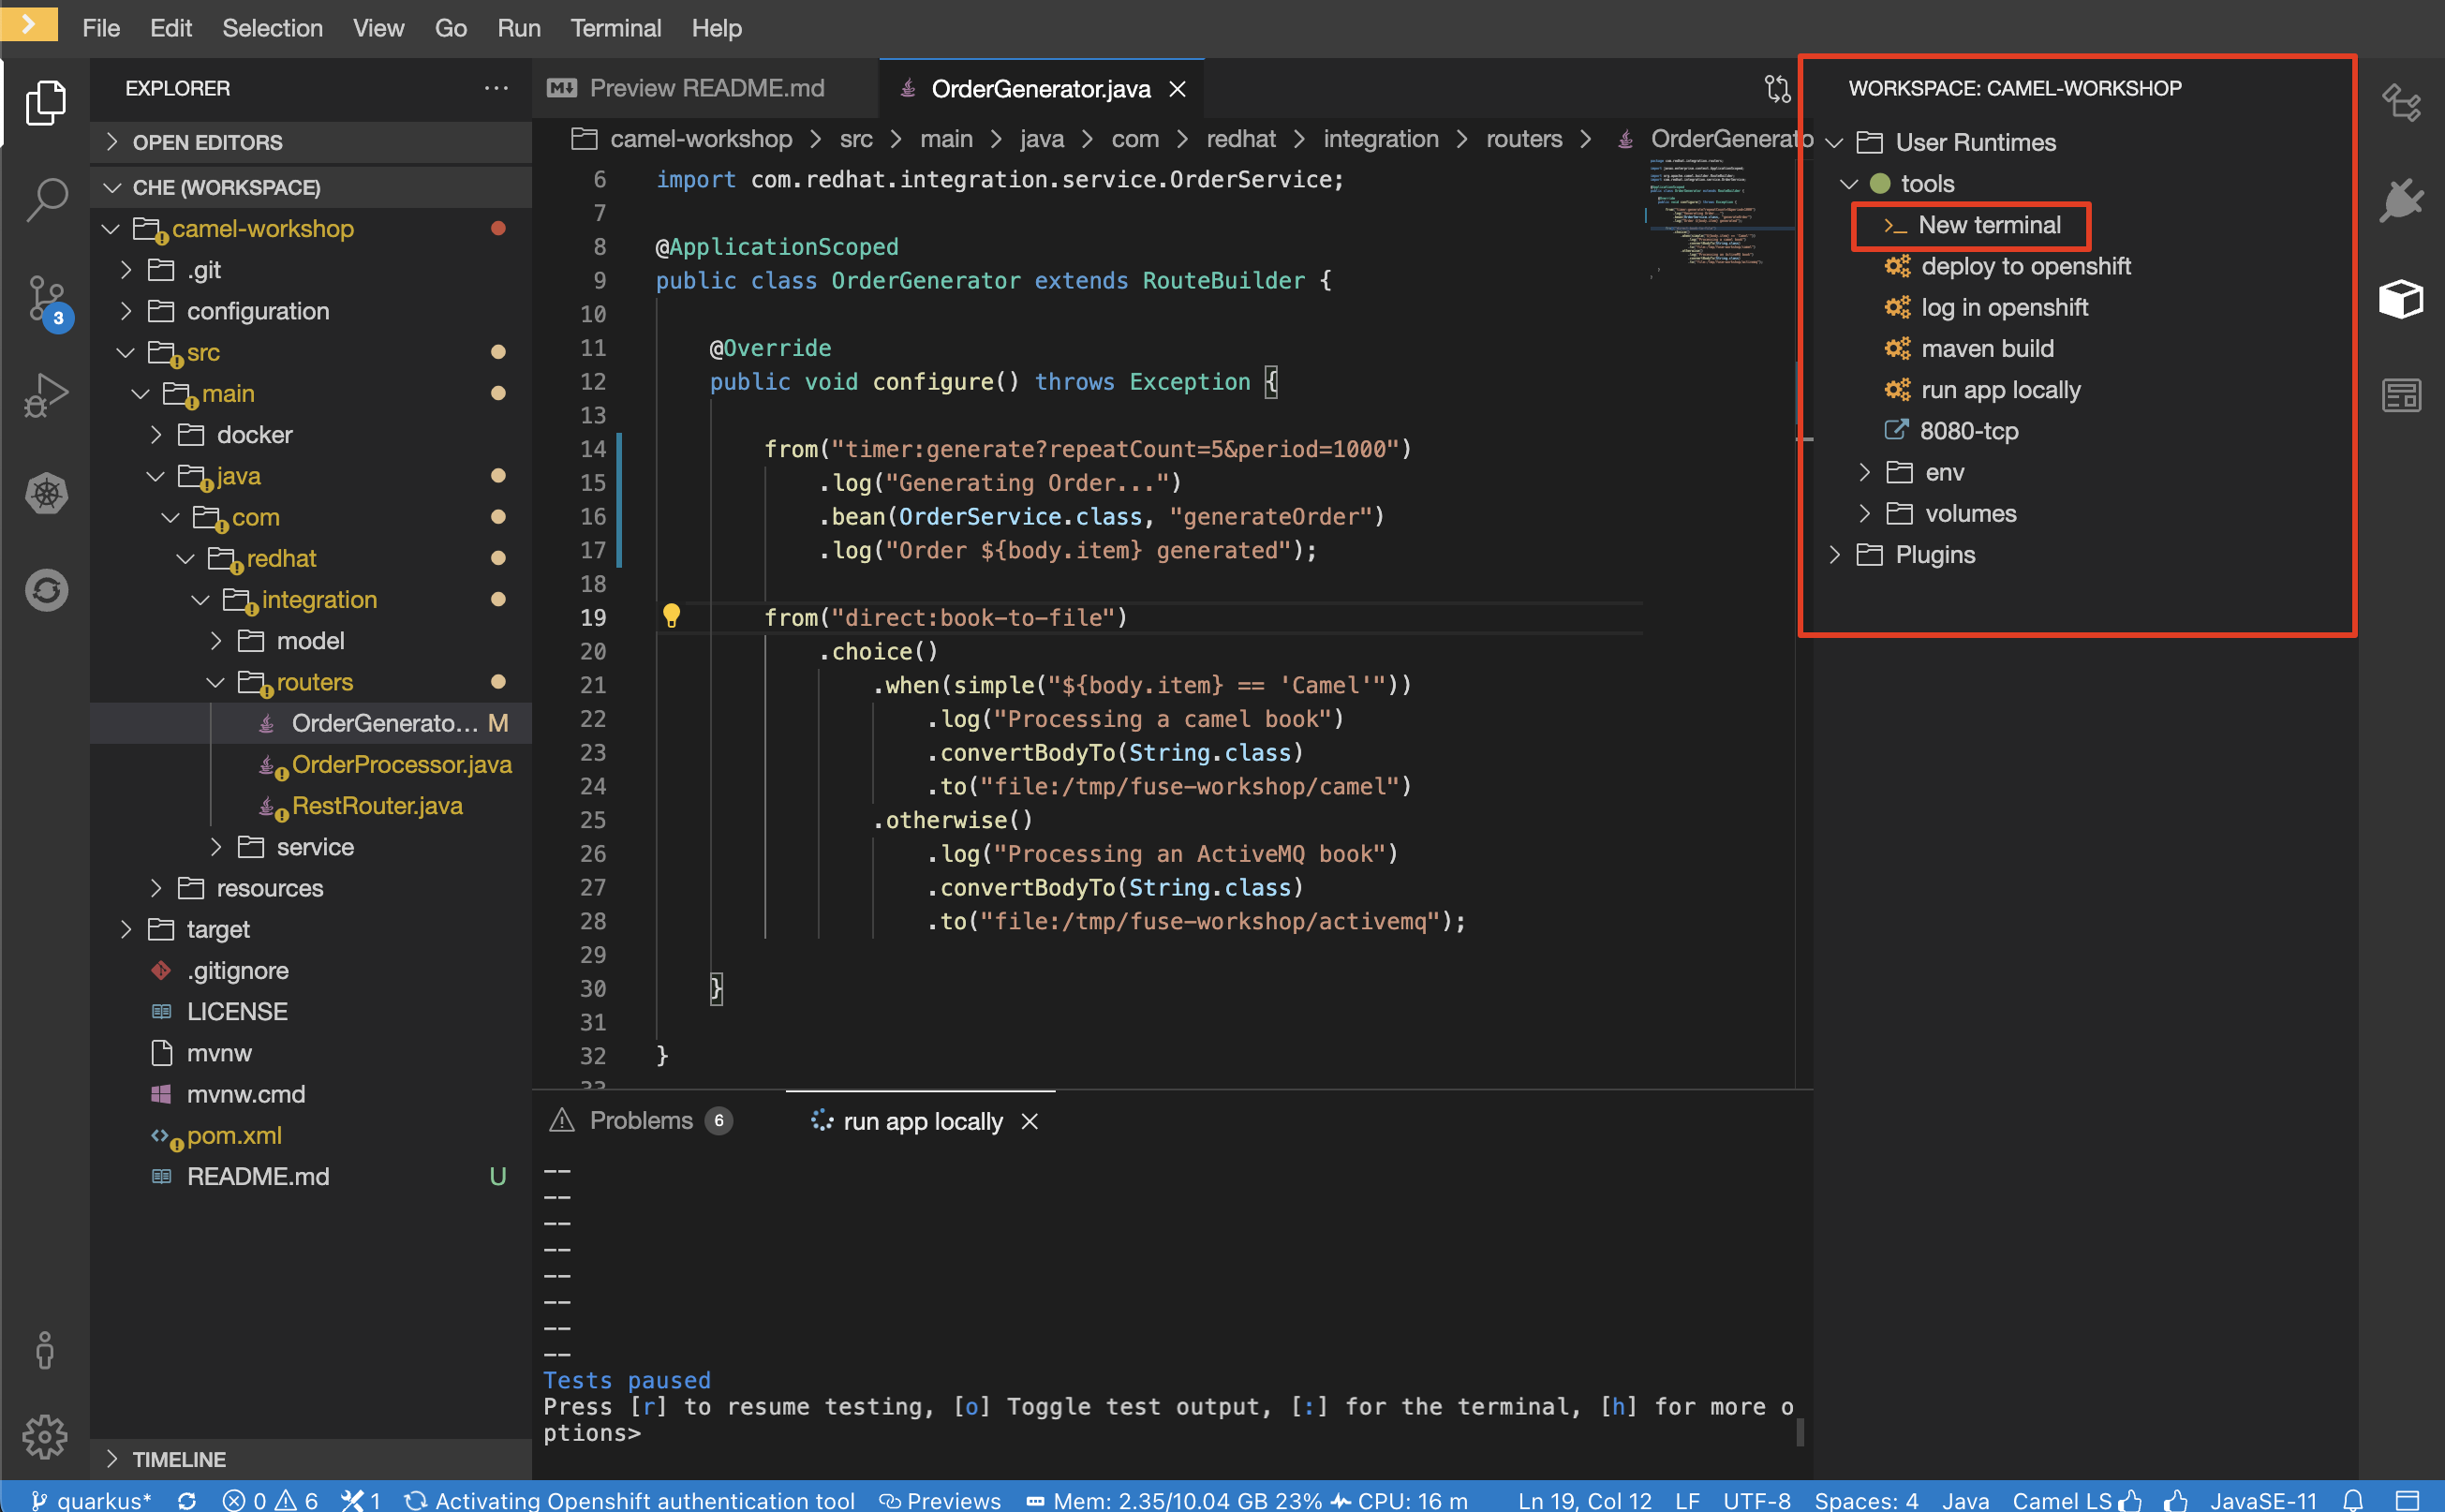 File Edit Selection View Go Run Terminal Help
EXPLORER
OPEN EDITORS
CHE (WORKSPACE)
camel-workshop
.git
configuration
3
src
main
docker
java
com
redhat
integration
model
routers
OrderGenerato... M
OrderProcessor.java
RestRouter.java
service
resources
target
.gitignore
LICENSE
mvnw
mvnw.cmd
pom.xml
README.md U
TIMELINE
Preview README.md OrderGenerator.java
camel-workshop > src > main > java > com > redhat > integration > routers > OrderGenerato
6 import com.redhat.integration.service.OrderService;
7
8 @ApplicationScoped
9 public class OrderGenerator extends RouteBuilder {
10
11 @Override
12 public void configure() throws Exception {
13
14 from("timer:generate?repeatCount=5&period=1000")
15 .log("Generating Order...")
16 .bean(OrderService.class, "generateOrder")
17 .log("Order ${body.item} generated");
18
19 from("direct:book-to-file")
20 .choice()
21 .when(simple("${body.item} == 'Camel'"))
22 .log("Processing a camel book")
23 .convertBodyTo(String.class)
24 .to("file:/tmp/fuse-workshop/camel")
25 .otherwise()
26 .log("Processing an ActiveMQ book")
27 .convertBodyTo(String.class)
28 .to("file:/tmp/fuse-workshop/activemq");
29
30 }
31
32 }
33
Problems 6 run app locally
--
--
--
--
--
--
--
--
Tests paused
Press [r] to resume testing, [o] Toggle test output, [:] for the terminal, [h] for more o
ptions>
WORKSPACE: CAMEL-WORKSHOP
User Runtimes
tools
New terminal
deploy to openshift
log in openshift
maven build
run app locally
8080-tcp
env
volumes
Plugins
quarkus* 0 6 1 Activating Openshift authentication tool Previews Mem: 2.35/10.04 GB 23% CPU: 16 m Ln 19, Col 12 LF UTF-8 Spaces: 4 Java Camel LS JavaSE-11